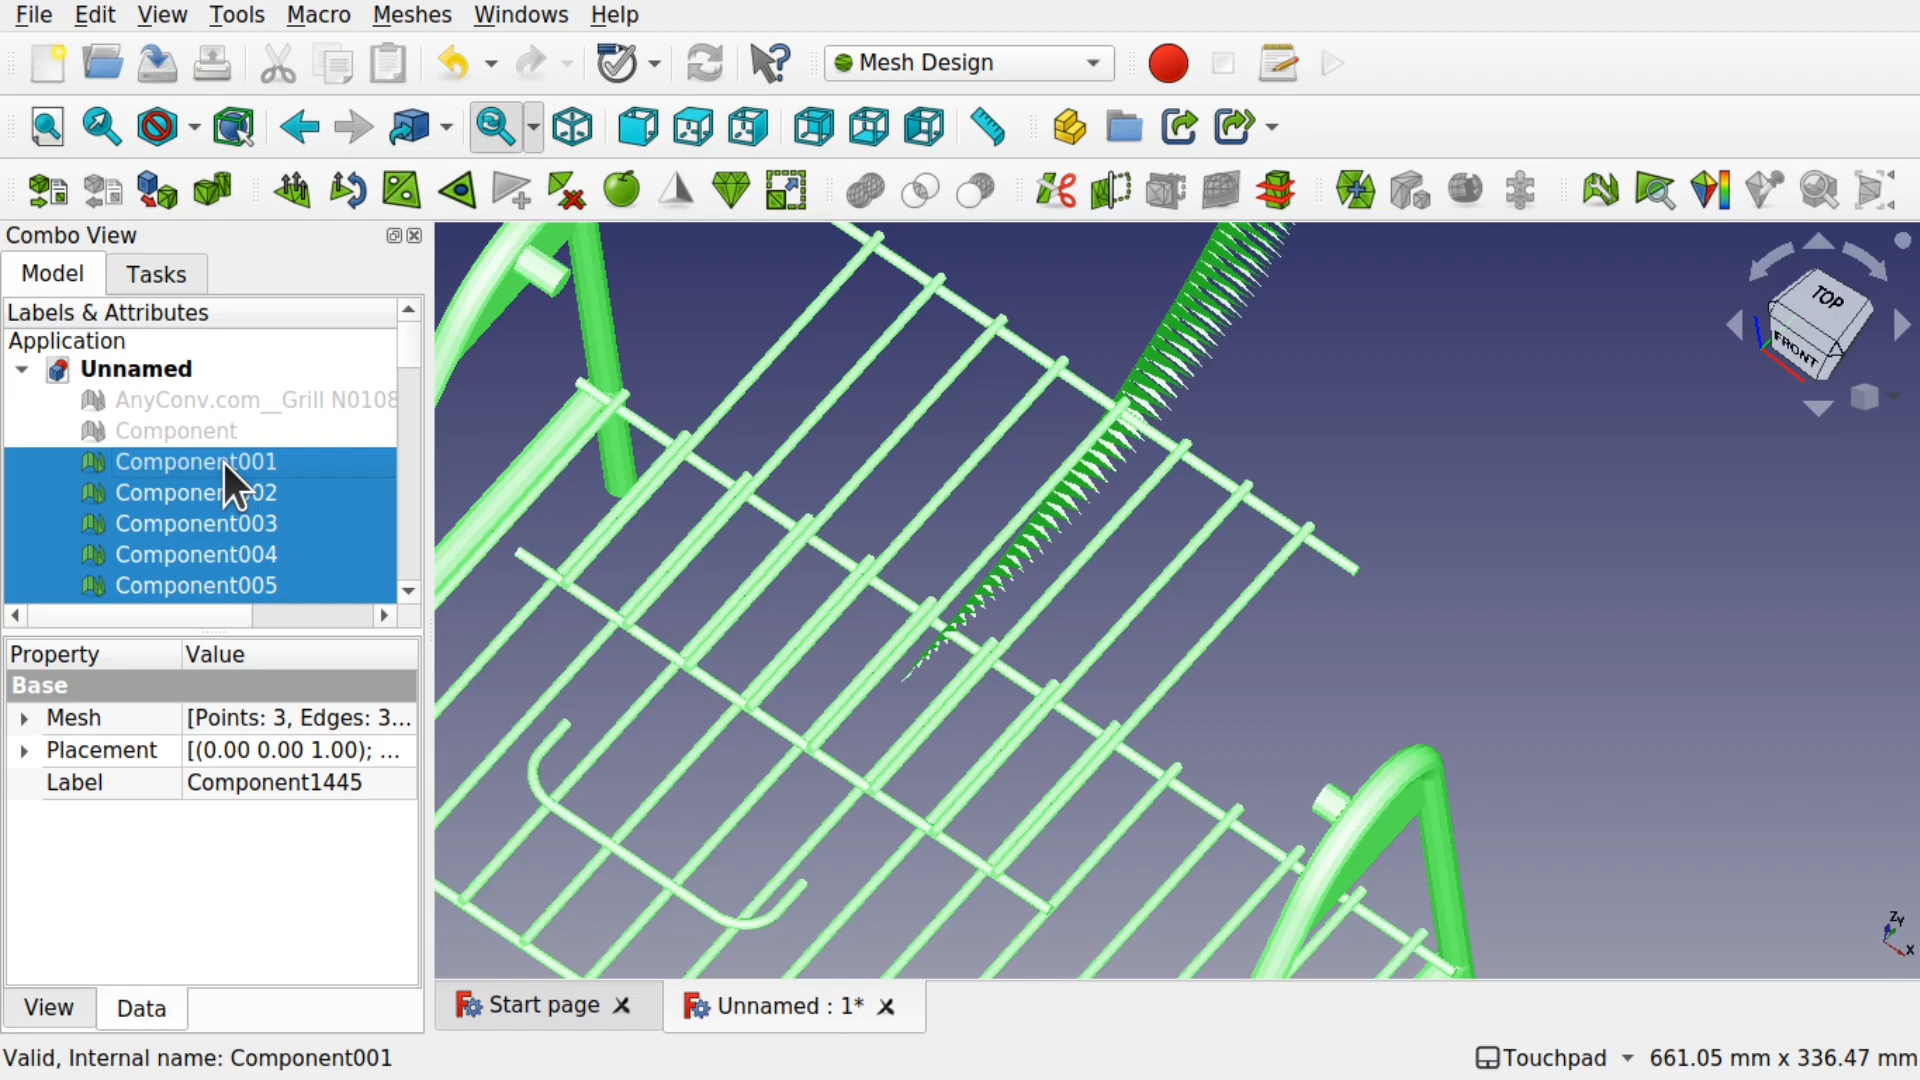 File Edit View Tools Macro Meshes Windows Help
Mesh Design
Combo View
Model Tasks
Labels & Attributes
Application
Unnamed
AnyConv.com__Grill N0108
Component
Component001
Component002
Component003
Component004
Component005
Property Value
Base
Mesh [Points: 3, Edges: 3...
Placement [(0.00 0.00 1.00); ...
Label Component1445
View Data
TOP
FRONT
Z Y
X
Start page Unnamed : 1*
Valid, Internal name: Component001
Touchpad 661.05 mm x 336.47 mm